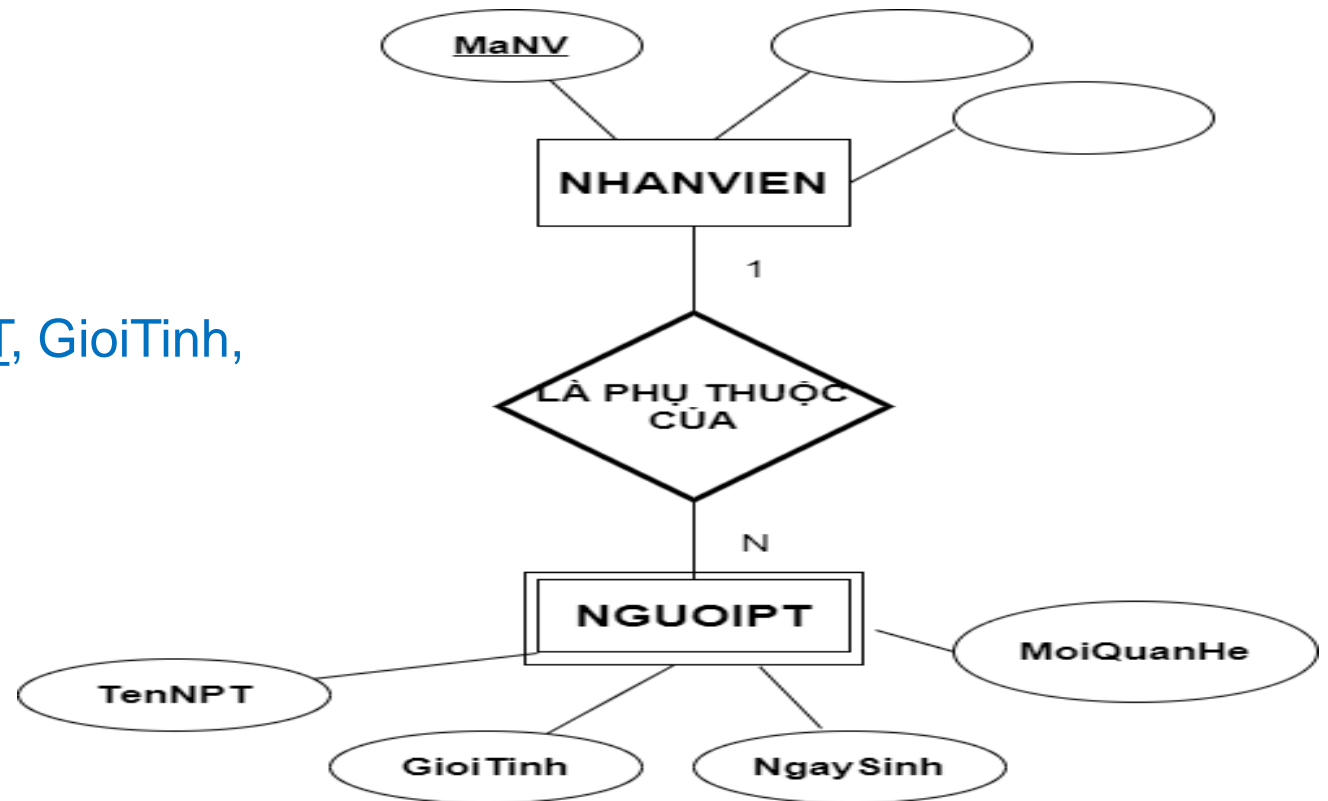 MaNV
NHANVIEN
1
T, GioiTinh,
LÀ PHỤ THUỘC
CỦA
N
NGUOIPT
MoiQuanHe
TenNPT
GioiTinh
NgaySinh